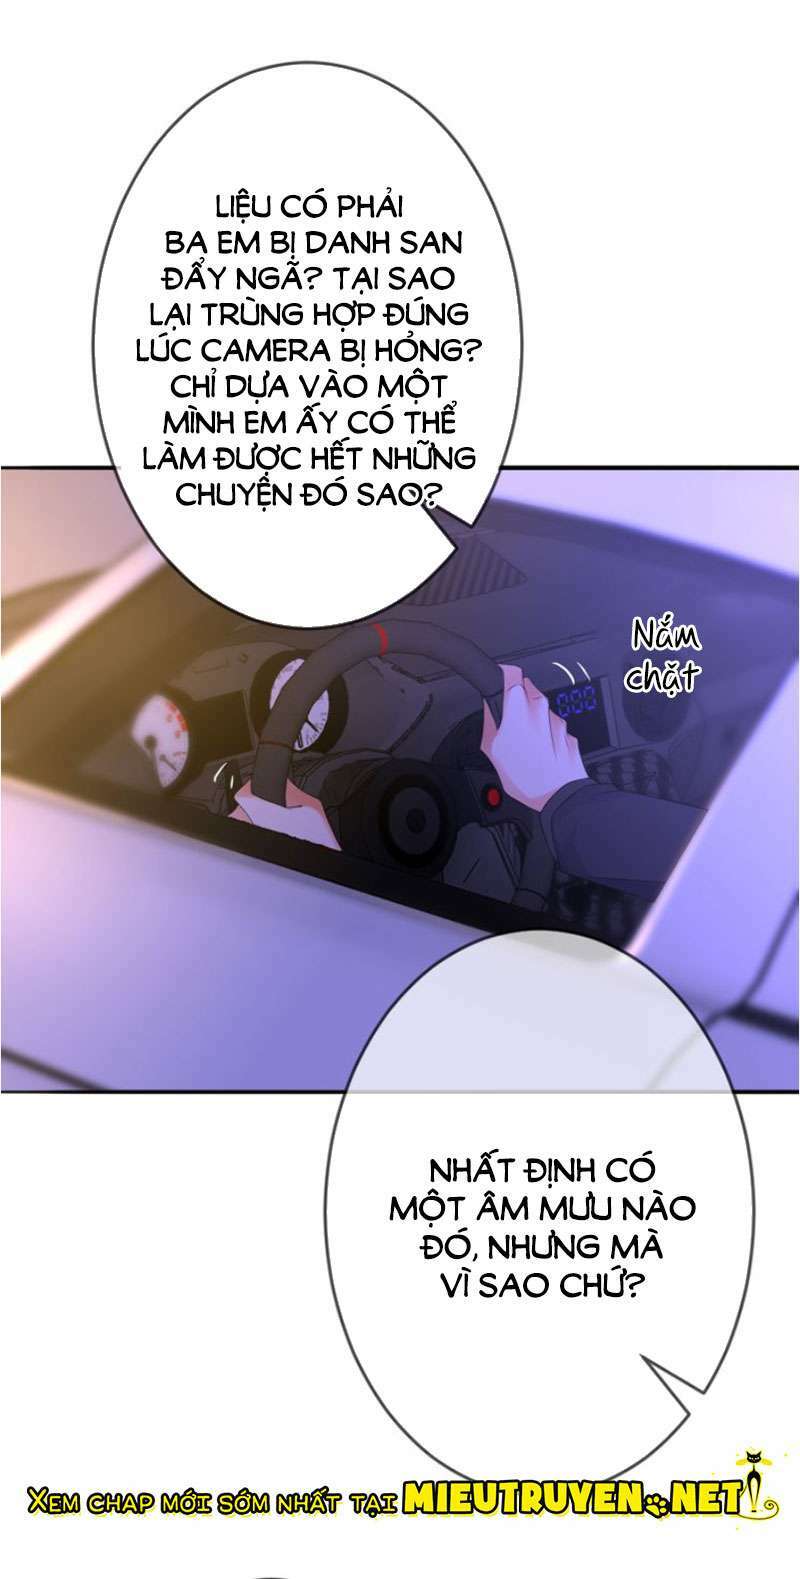 LIỆU CÓ PHẢI
BA EM BỊ DANH SAN
ĐẨY NGÃ? TẠI SAO
LẠI TRÙNG HỢP ĐÚNG
LÚC CAMERA BỊ HỎNG?
CHỈ DỰA VÀO MỘT
MÌNH EM ẤY CÓ THỂ
LÀM ĐƯỢC HẾT NHỮNG
CHUYỆN ĐÓ SAO?
Nắm
chặt
000
NHẤT ĐỊNH CÓ
MỘT ÂM MƯU NÀO
ĐÓ, NHƯNG MÀ
VÌ SAO CHỨ?
XEM CHAP MỚI SỚM NHẤT TẠI MIEUTRUYEN.NET